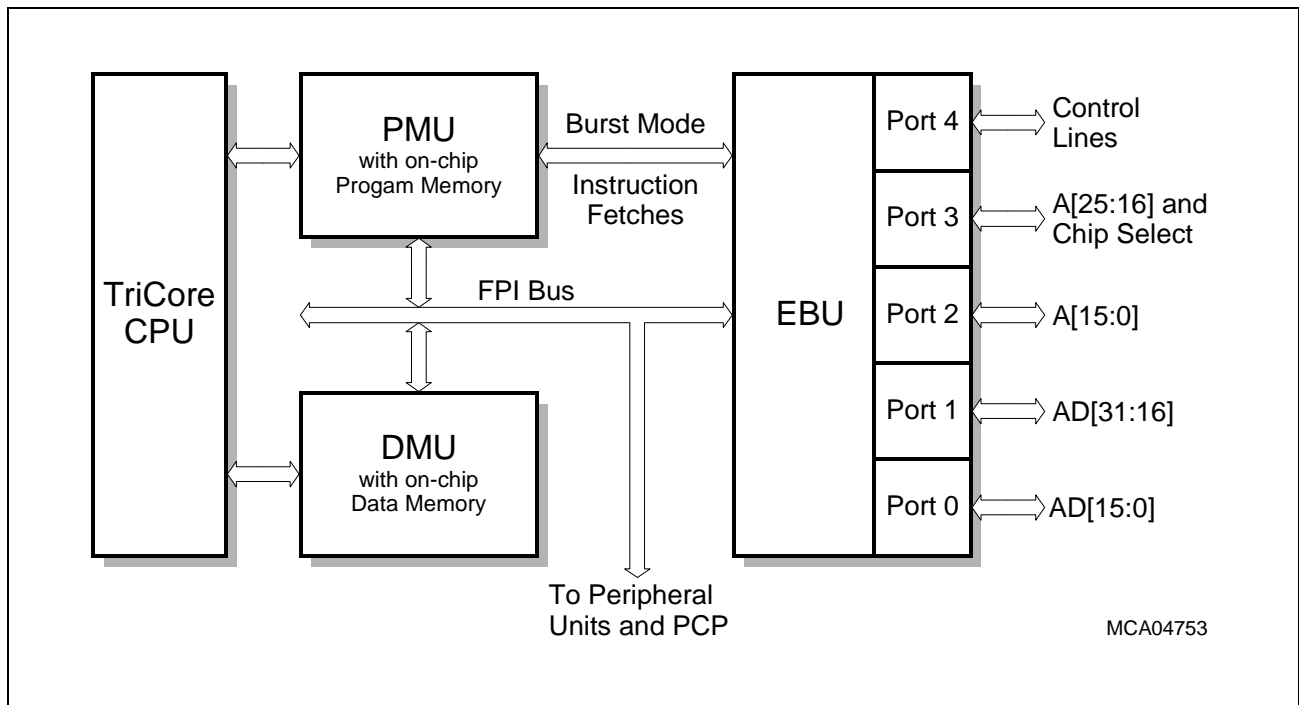 TriCore
CPU
PMU
with on-chip
Progam Memory
Burst Mode
Instruction
Fetches
FPI Bus
DMU
with on-chip
Data Memory
To Peripheral
Units and PCP
EBU
Port 4
Control
Lines
Port 3
A[25:16] and
Chip Select
Port 2
A[15:0]
Port 1
AD[31:16]
Port 0
AD[15:0]
MCA04753